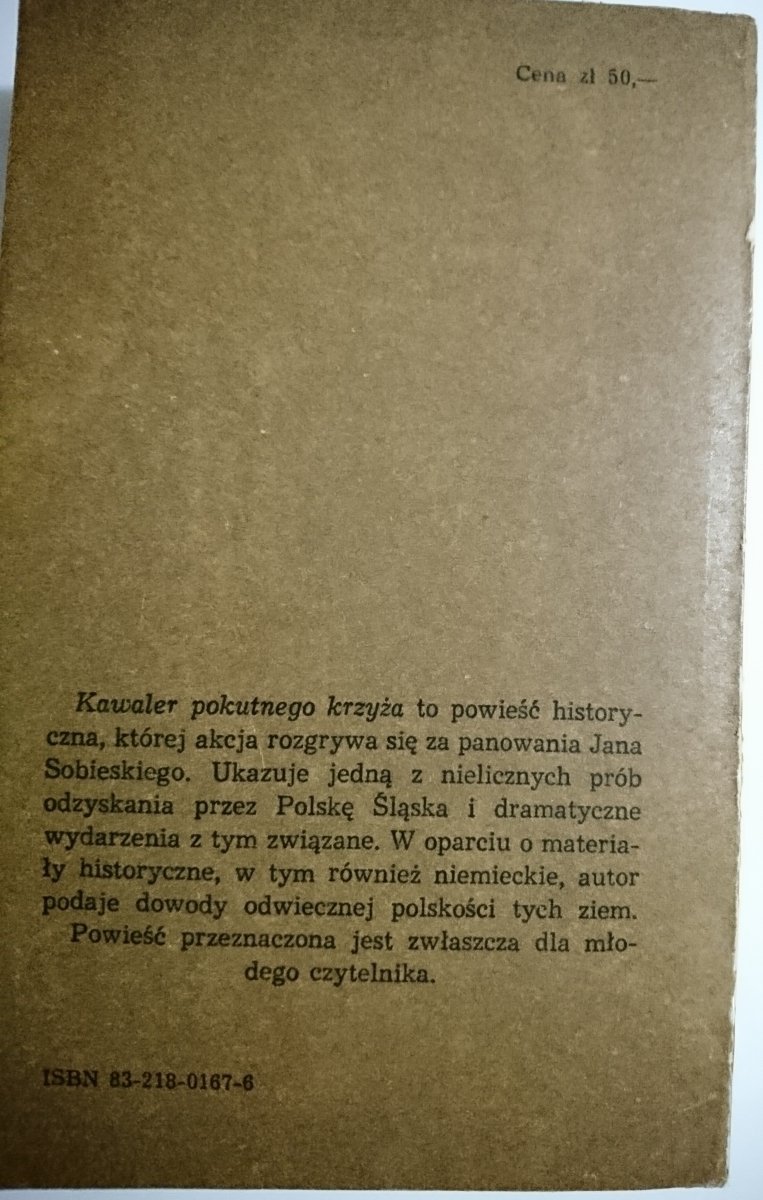 Cena zł 50,—
Kawaler pokutnego krzyża to powieść history-
czna, której akcja rozgrywa się za panowania Jana
Sobieskiego. Ukazuje jedną z nielicznych prób
odzyskania przez Polskę Śląska i dramatyczne
wydarzenia z tym związane. W oparciu o materia-
ły historyczne, w tym również niemieckie, autor
podaje dowody odwiecznej polskości tych ziem.
Powieść przeznaczona jest zwłaszcza dla mło-
dego czytelnika.
ISBN 83-218-0167-6